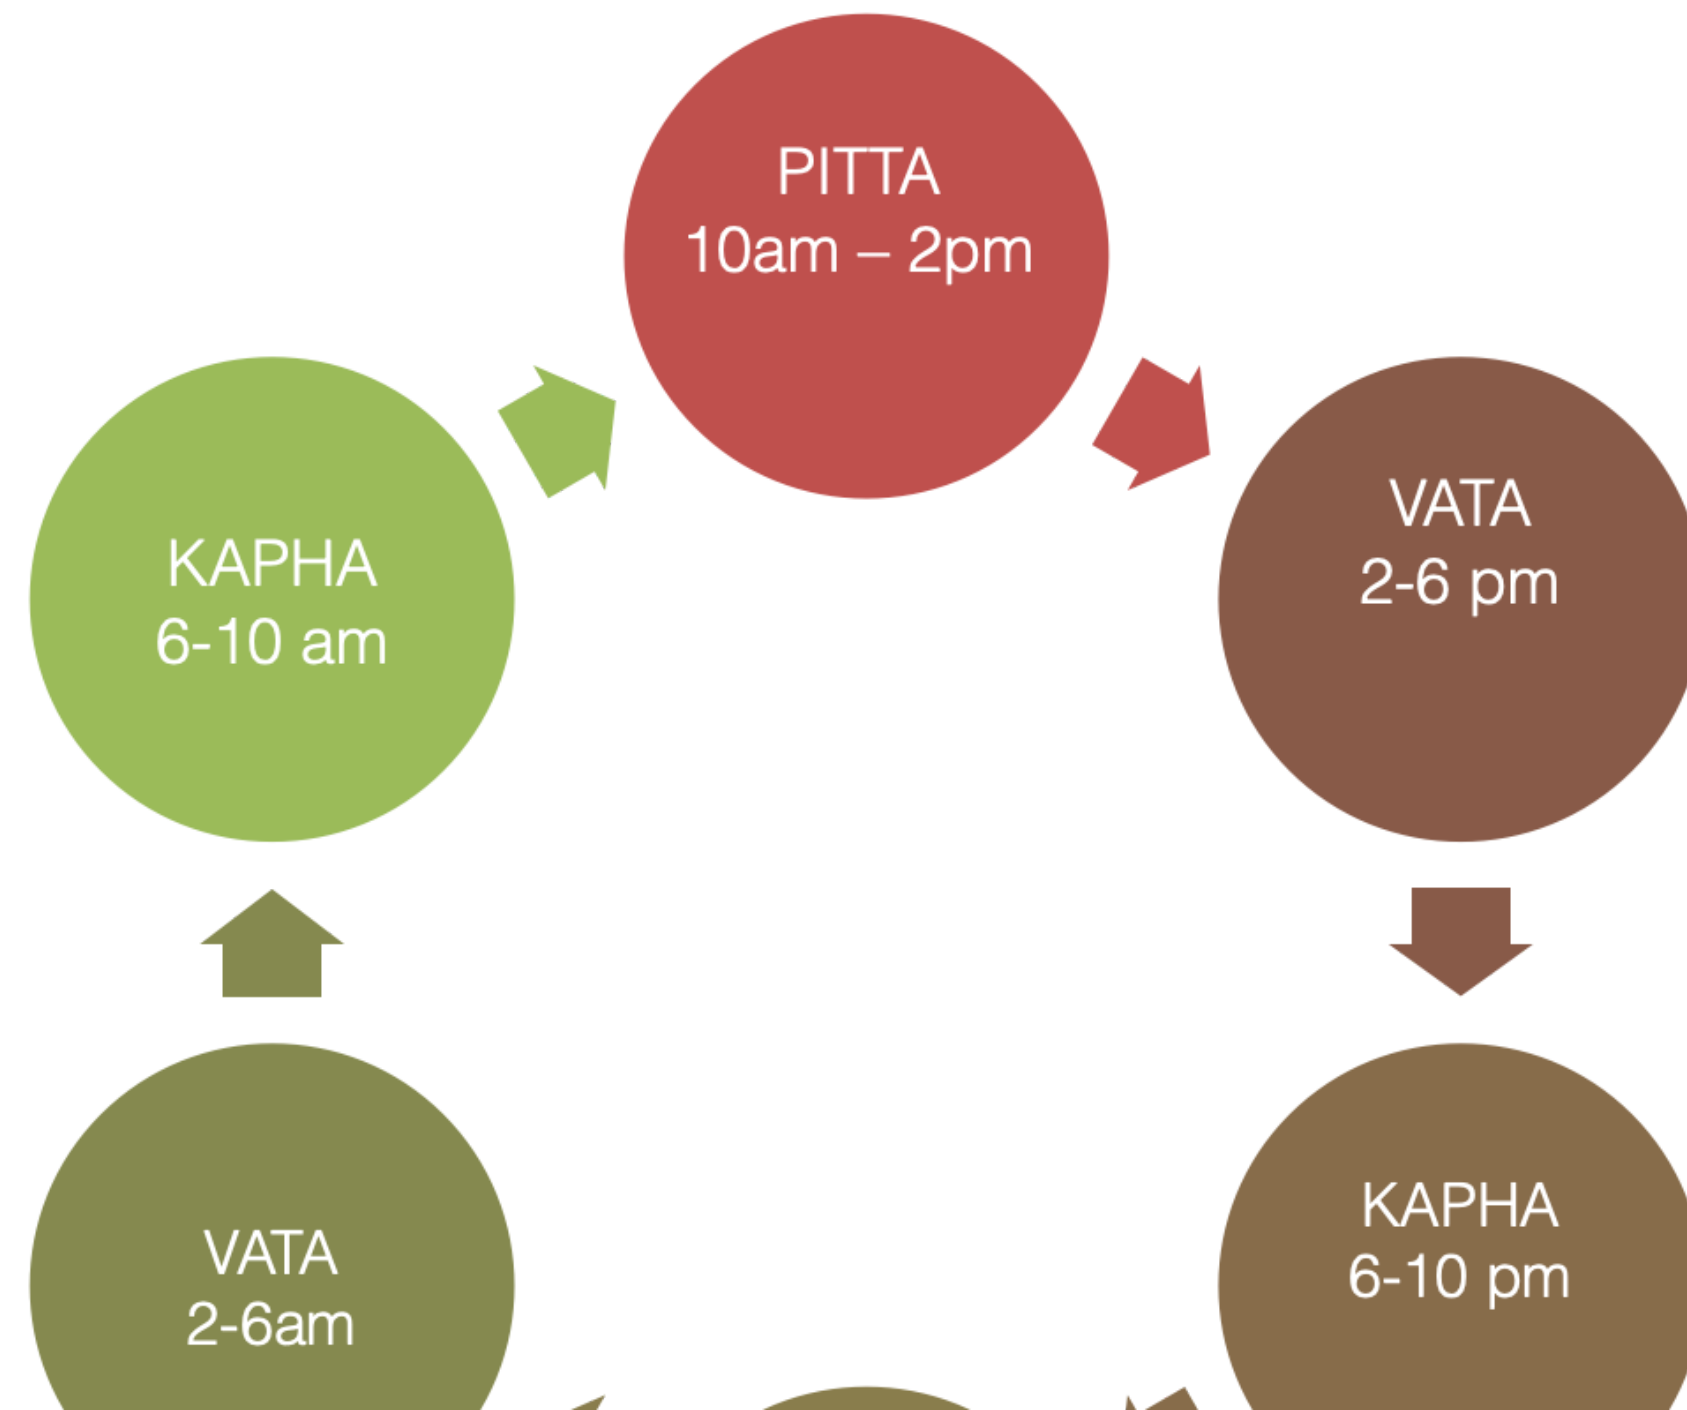 PITTA
10am – 2pm
KAPHA
6-10 am
VATA
2-6 pm
VATA
2-6am
KAPHA
6-10 pm